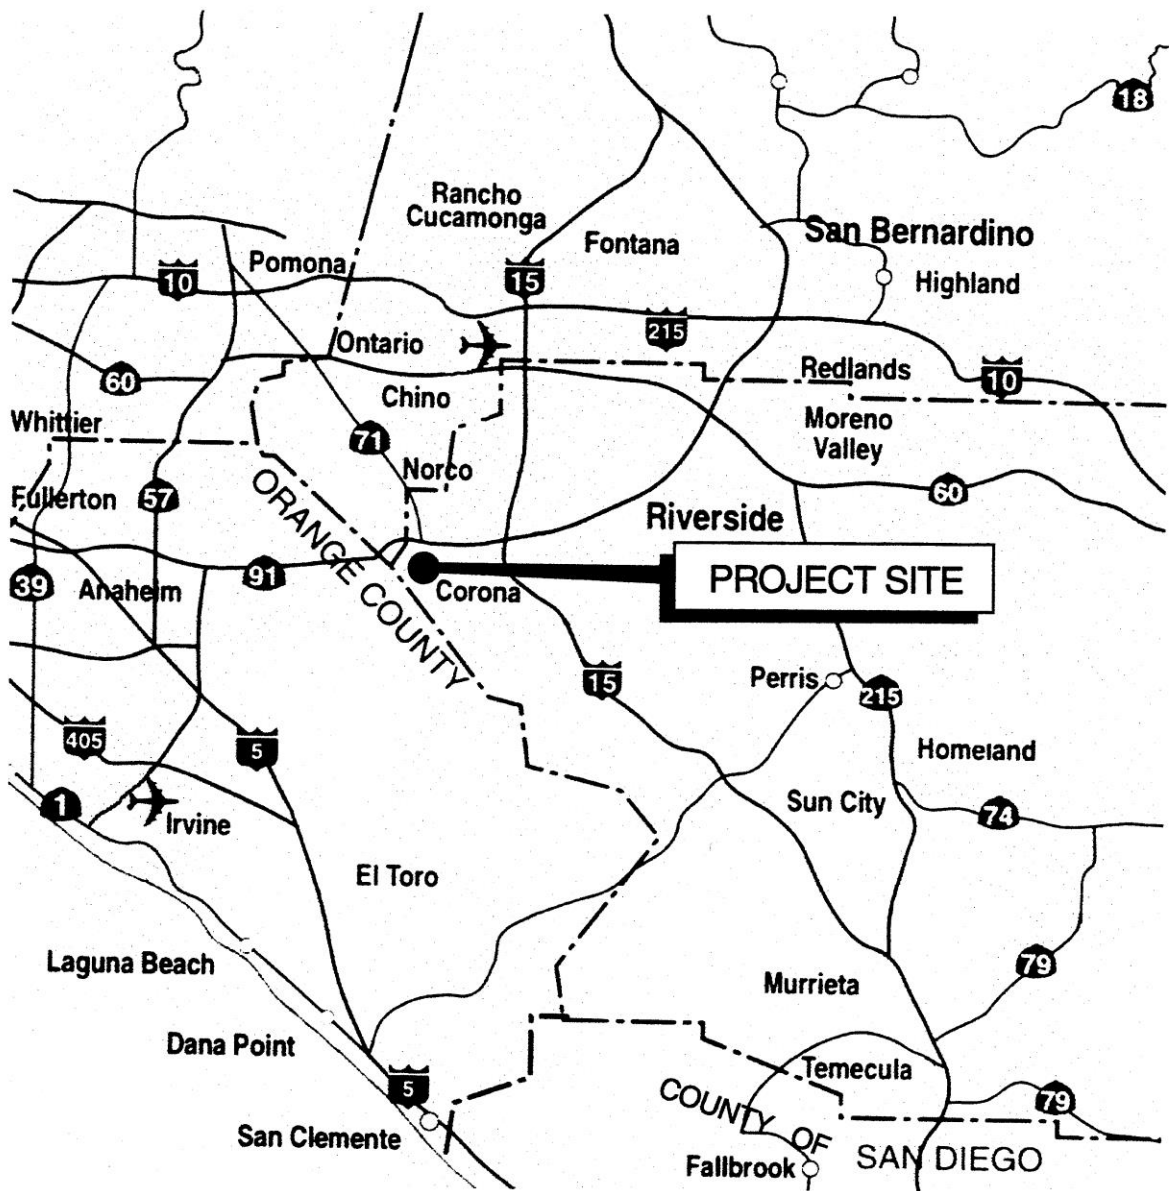 18
Rancho
Cucamonga
San Bernardino
Fontana
Pomona
10
15
Highland
215
Ontario
Redlands
10
60
Chino
Whittier
Moreno
Valley
71
Norco
Fullerton
57
60
ORANGE COUNTY
Riverside
39
Anaheim
91
Corona
PROJECT SITE
15
Perris
215
405
5
Homeland
1
Irvine
Sun City
74
El Toro
Laguna Beach
79
Murrieta
Dana Point
Temecula
5
79
San Clemente
COUNTY OF
SAN DIEGO
Fallbrook